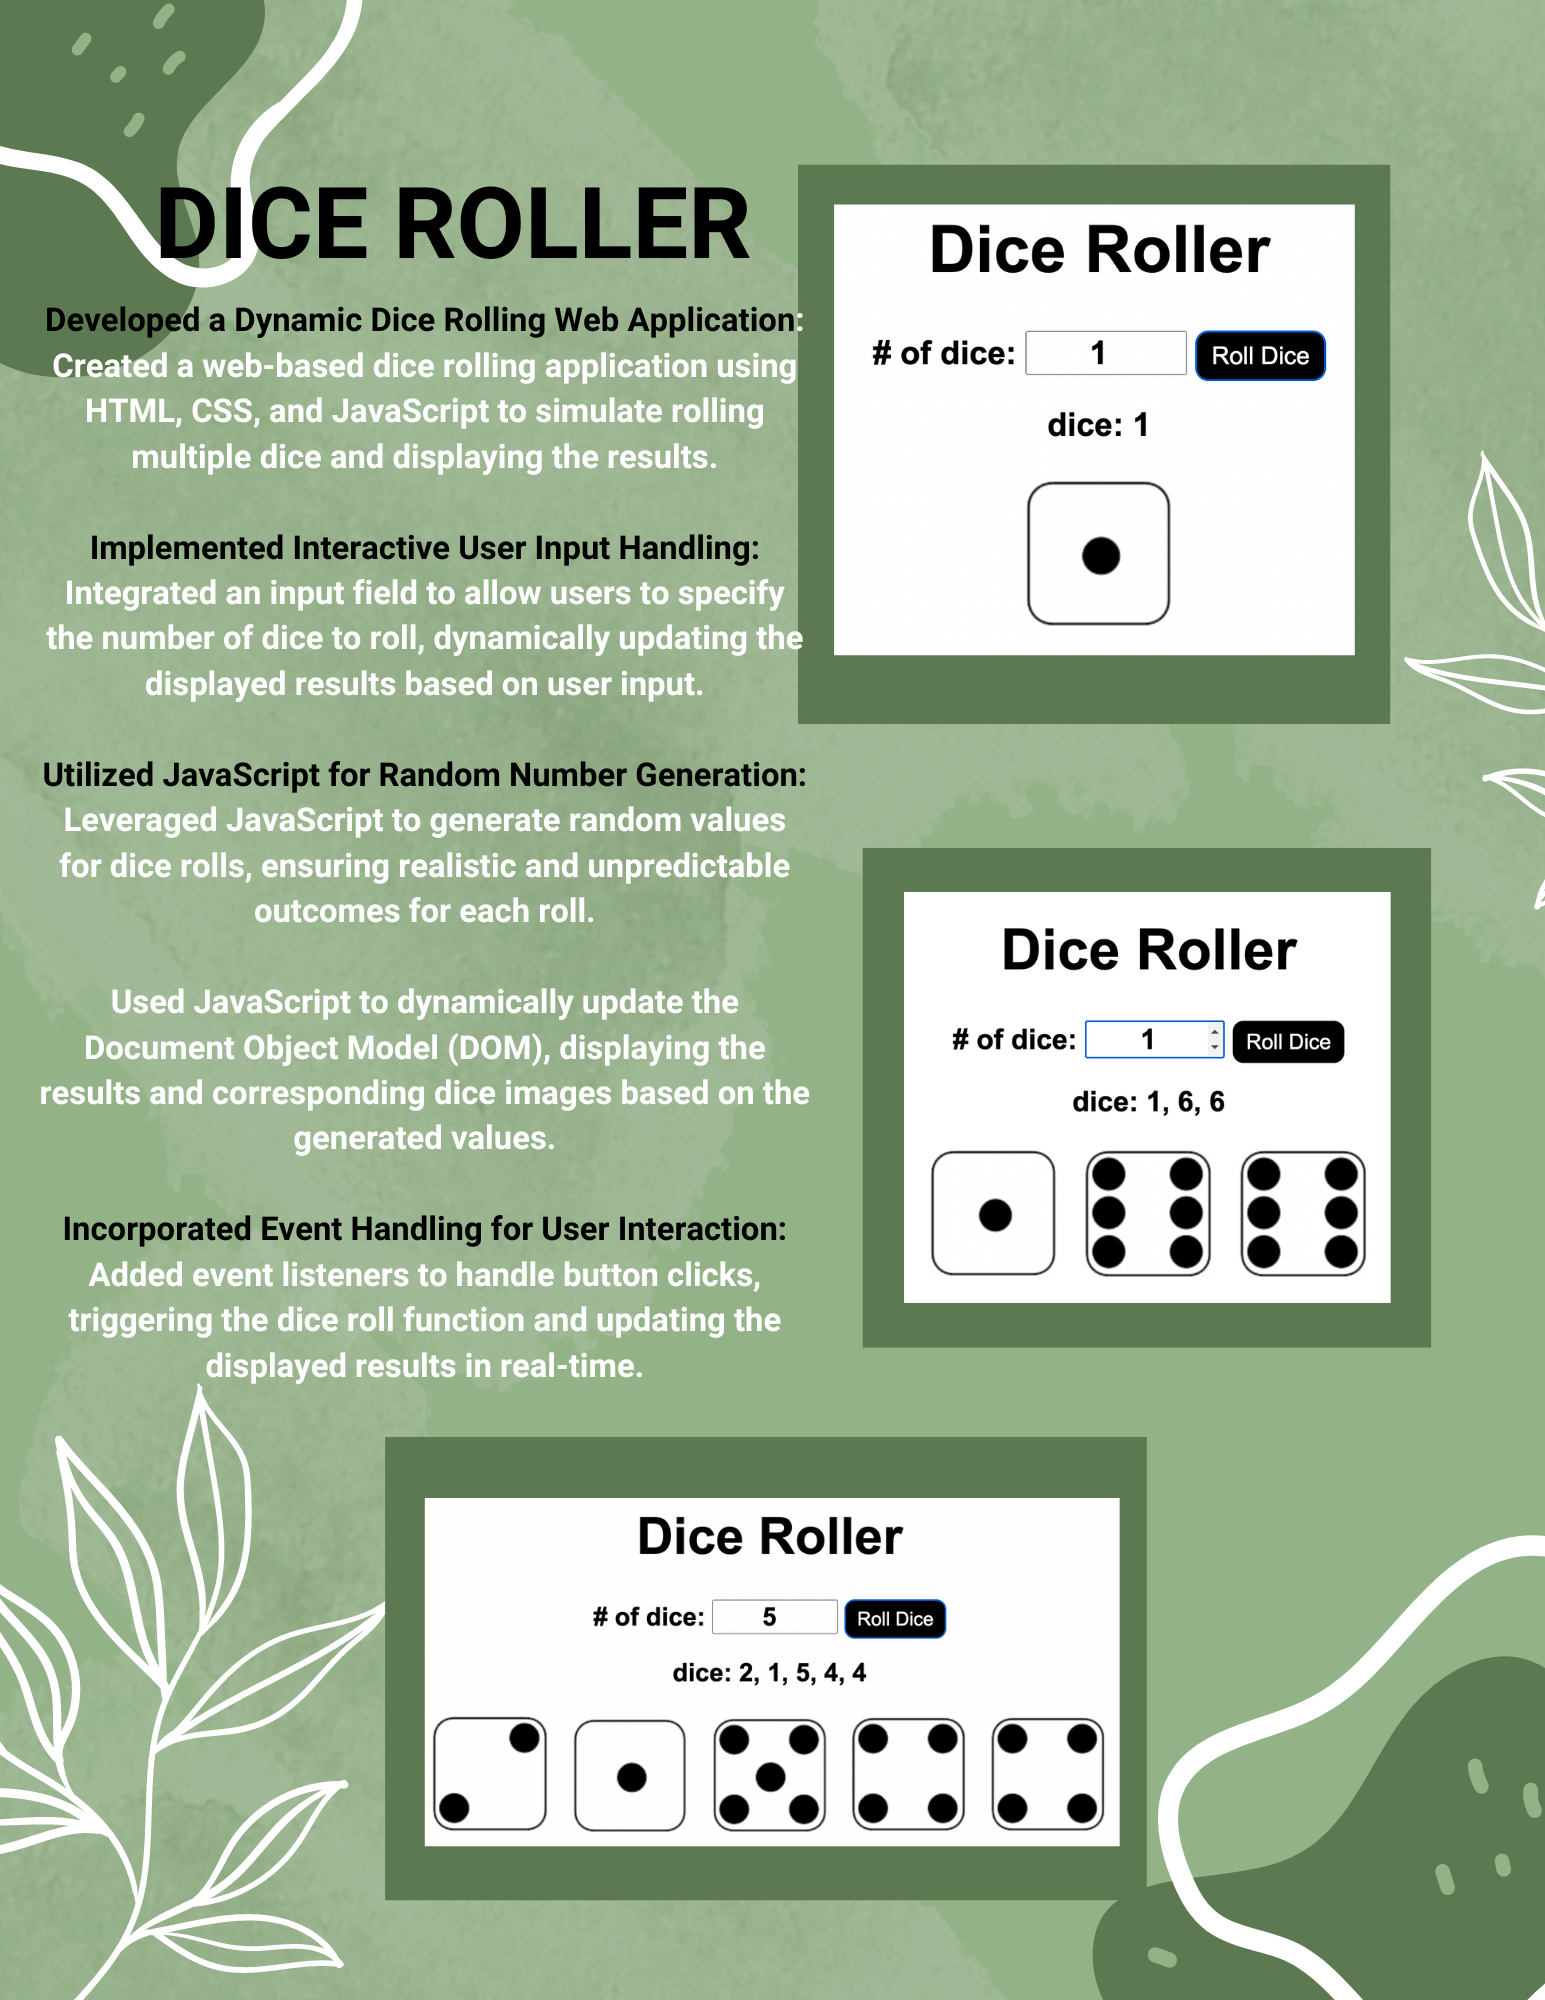 DICE ROLLER
Developed a Dynamic Dice Rolling Web Application:
Created a web-based dice rolling application using
HTML, CSS, and JavaScript to simulate rolling
multiple dice and displaying the results.
Implemented Interactive User Input Handling:
Integrated an input field to allow users to specify
the number of dice to roll, dynamically updating the
displayed results based on user input.
Utilized JavaScript for Random Number Generation:
Leveraged JavaScript to generate random values
for dice rolls, ensuring realistic and unpredictable
outcomes for each roll.
Used JavaScript to dynamically update the
Document Object Model (DOM), displaying the
results and corresponding dice images based on the
generated values.
Incorporated Event Handling for User Interaction:
Added event listeners to handle button clicks,
triggering the dice roll function and updating the
displayed results in real-time.
Dice Roller
# of dice: 1 Roll Dice
dice: 1
Dice Roller
# of dice: 1 Roll Dice
dice: 1, 6, 6
Dice Roller
# of dice: 5 Roll Dice
dice: 2, 1, 5, 4, 4